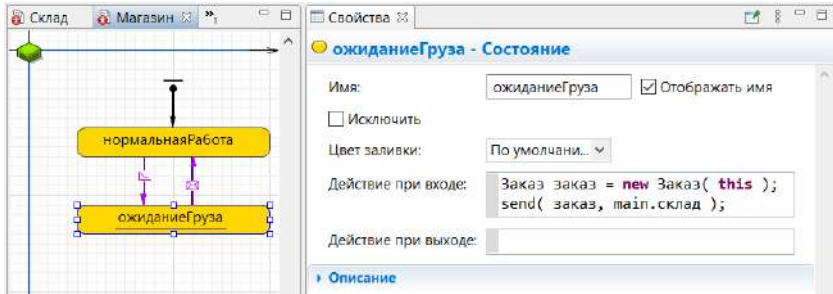 Склад
Магазин
Свойства
нормальнаяРабота
ожиданиеГруза
ожиданиеГруза - Состояние
Имя: ожиданиеГруза Отображать имя
Исключить
Цвет заливки: По умолчани...
Действие при входе: Заказ заказ = new Заказ( this );
send( заказ, main.склад );
Действие при выходе:
Описание